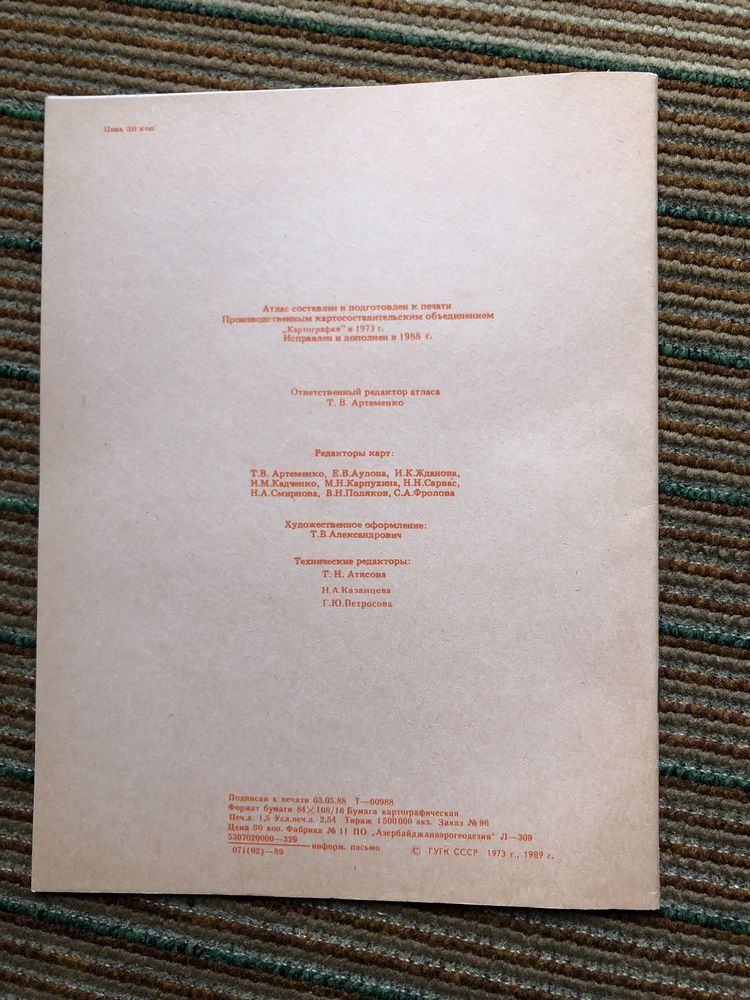 Цена 30 коп.
Атлас составлен и подготовлен к печати
Производственным картосоставительским объединением
„Картография" в 1973 г.
Исправлен и дополнен в 1988 г.
Ответственный редактор атласа
Т. В. Артеменко
Редакторы карт:
Т.В. Артеменко, Е.В.Аулова, И.К.Жданова,
И.М.Кадченко, М.Н.Карпухина, Н.Н.Сарвас,
Н.А.Смирнова, В.Н.Поляков, С.А.Фролова
Художественное оформление:
Т.В.Александрович
Технические редакторы:
Т. Н. Атясова
Н.А.Казанцева
Г.Ю.Петросова
Подписан к печати 03.05.88 Т—00988
Формат бумаги 84×108/16 Бумага картографическая
Печ.л. 1,5 Усл.печ.л. 2,54 Тираж 1500000 экз. Заказ №96
Цена 30 коп. Фабрика №11 ПО „Азербайджанаэрогеодезия" Л—309
5307020000—329
информ. письмо
071(02)—89
© ГУГК СССР 1973 г., 1989 г.